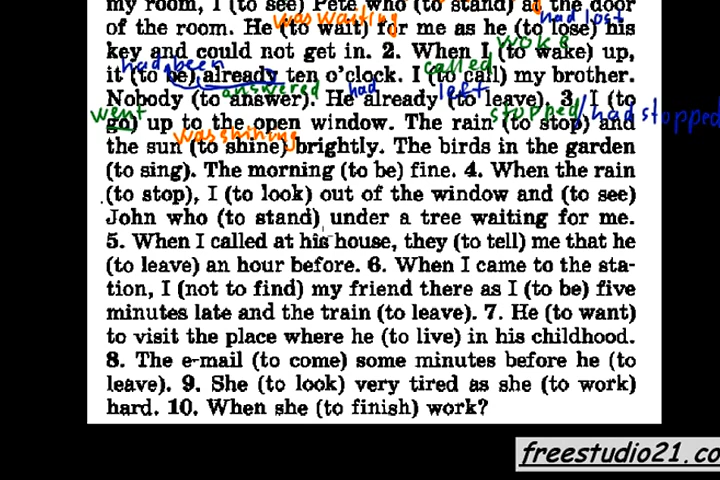 my room, I (to see) Pete who (to stand) at the door
was waiting had lost
of the room. He (to wait) for me as he (to lose) his
woke
key and could not get in. 2. When I (to wake) up,
had been called
it (to be) already ten o'clock. I (to call) my brother.
answered had left
Nobody (to answer). He already (to leave). 3. I (to
went stopped/had stopped
go) up to the open window. The rain (to stop) and
was shining
the sun (to shine) brightly. The birds in the garden
(to sing). The morning (to be) fine. 4. When the rain
(to stop), I (to look) out of the window and (to see)
John who (to stand) under a tree waiting for me.
5. When I called at his house, they (to tell) me that he
(to leave) an hour before. 6. When I came to the sta-
tion, I (not to find) my friend there as I (to be) five
minutes late and the train (to leave). 7. He (to want)
to visit the place where he (to live) in his childhood.
8. The e-mail (to come) some minutes before he (to
leave). 9. She (to look) very tired as she (to work)
hard. 10. When she (to finish) work?
freestudio21.co